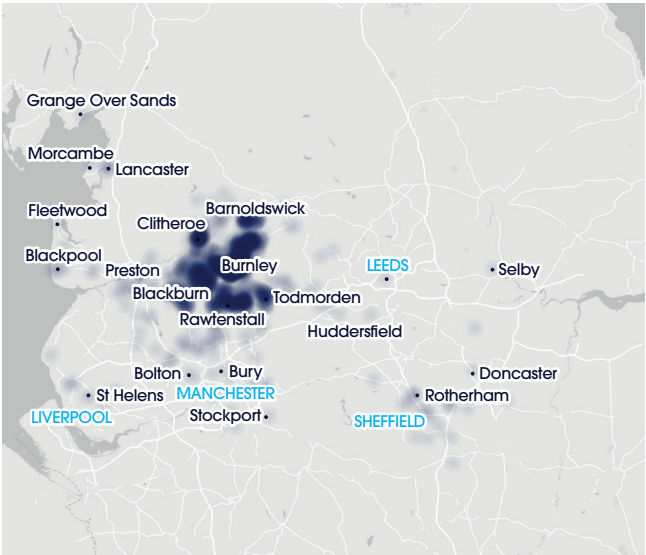 Grange Over Sands
Morcambe
Lancaster
Fleetwood
Barnoldswick
Clitheroe
Blackpool
Preston
Burnley
LEEDS
Selby
Blackburn
Todmorden
Rawtenstall
Huddersfield
Bolton
Bury
Doncaster
St Helens
MANCHESTER
Rotherham
LIVERPOOL
Stockport
SHEFFIELD